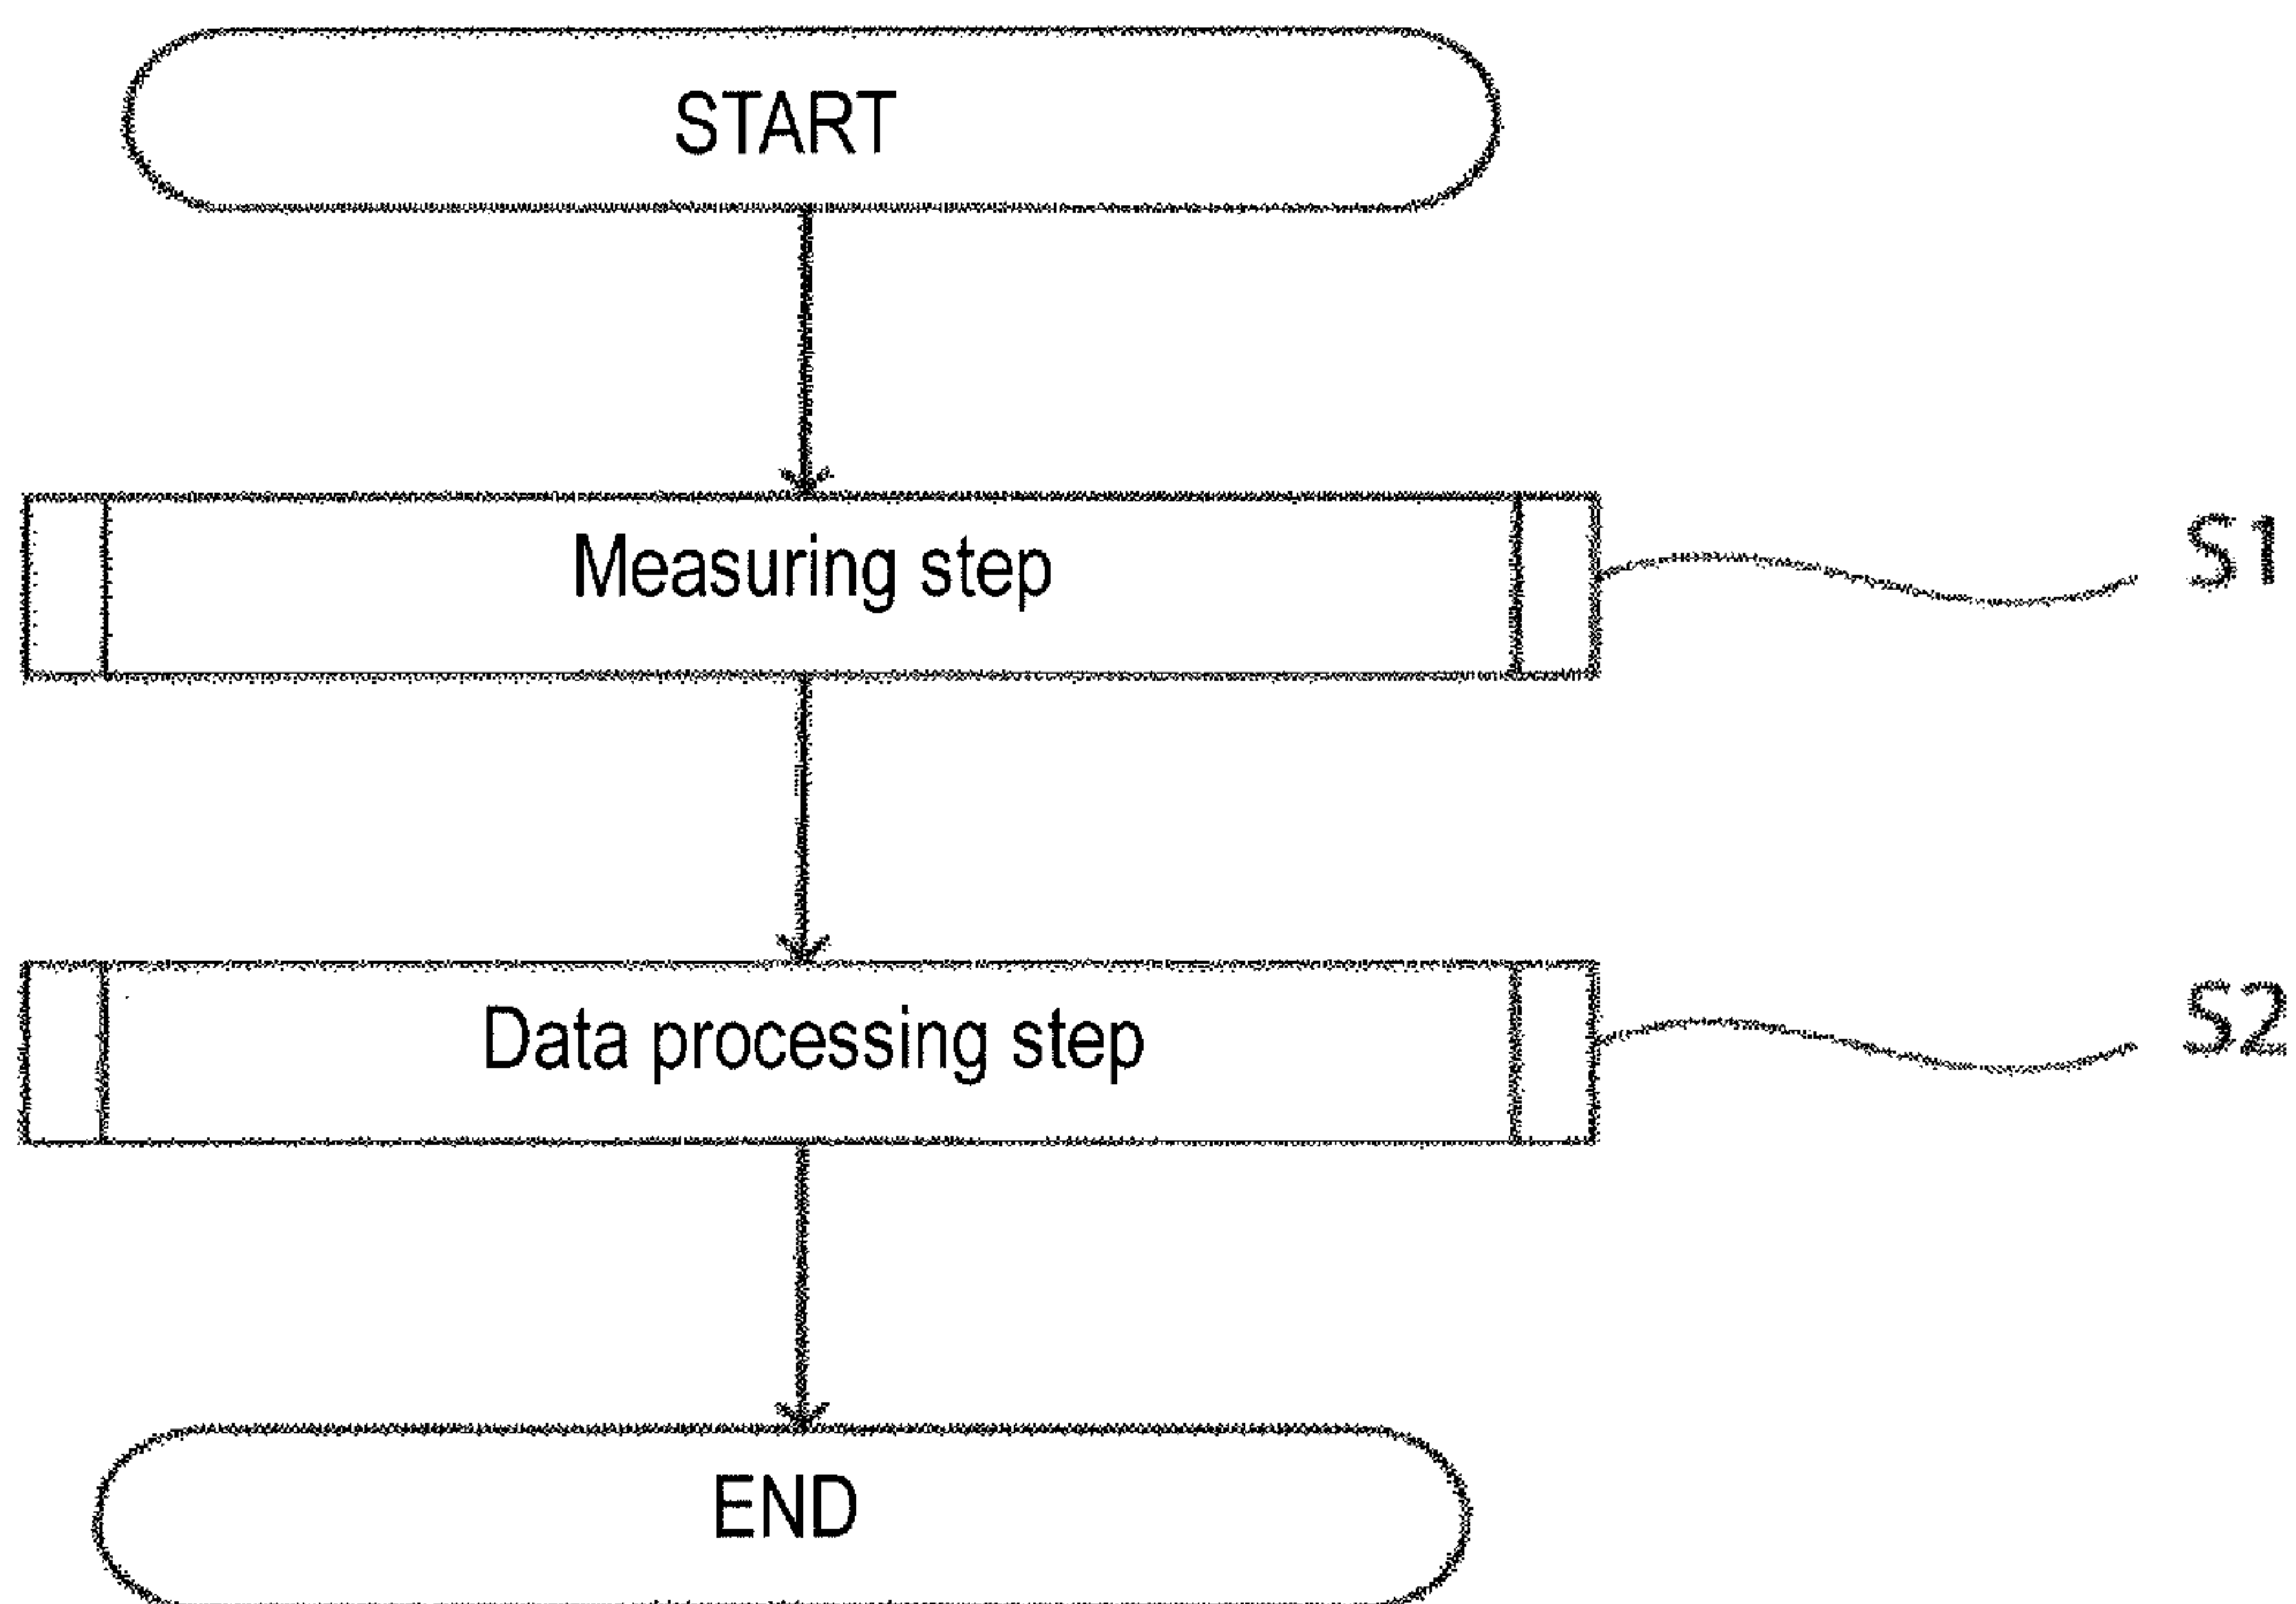 START
Measuring step
S1
Data processing step
S2
END